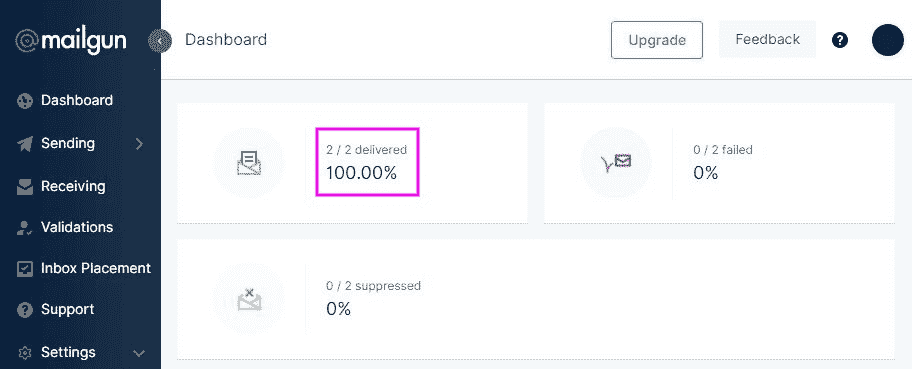 @mailgun
Dashboard
Upgrade
Feedback
?
Dashboard
Sending
Receiving
Validations
Inbox Placement
Support
Settings
2 / 2 delivered
100.00%
0 / 2 failed
0%
0 / 2 suppressed
0%